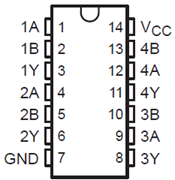 1A 1 14 VCC
1B 2 13 4B
1Y 3 12 4A
2A 4 11 4Y
2B 5 10 3B
2Y 6 9 3A
GND 7 8 3Y